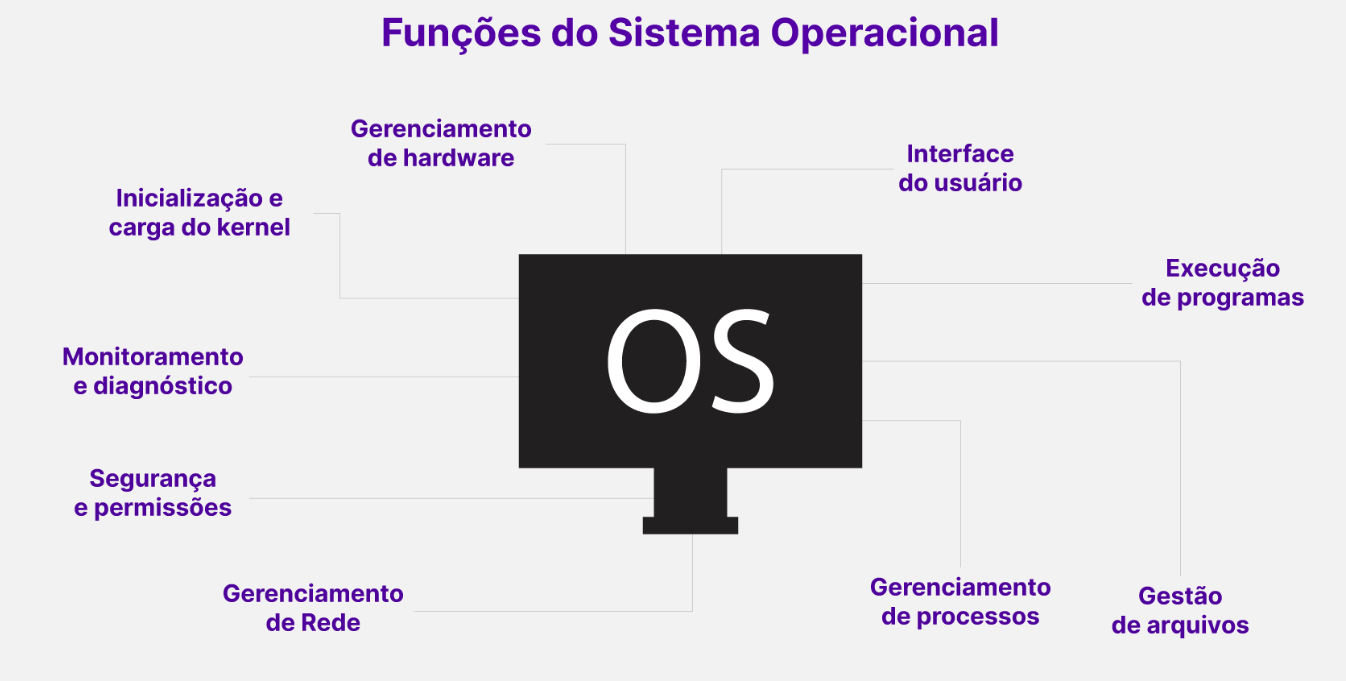 Funções do Sistema Operacional
Gerenciamento
de hardware
Interface
do usuário
Inicialização e
carga do kernel
Execução
de programas
OS
Monitoramento
e diagnóstico
Segurança
e permissões
Gerenciamento
de Rede
Gerenciamento
de processos
Gestão
de arquivos